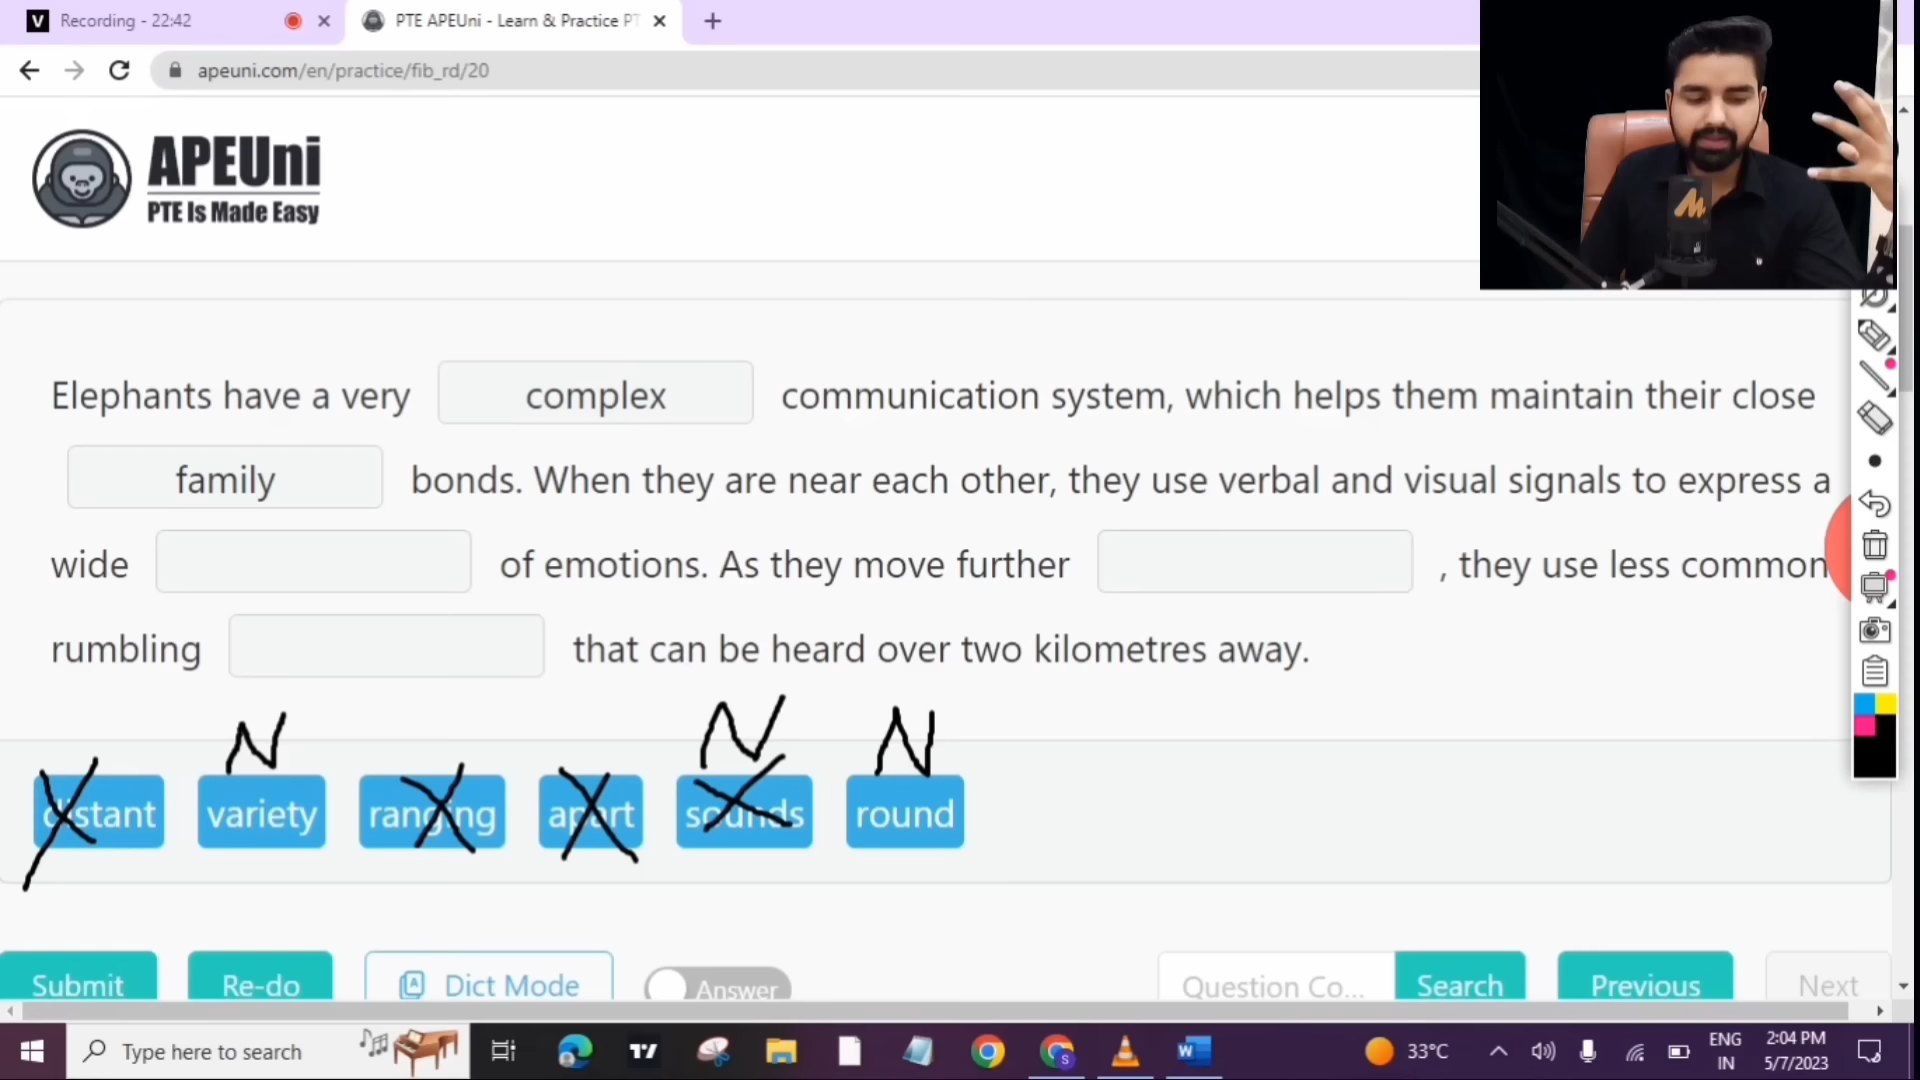 V Recording - 22:42
PTE APEUni - Learn & Practice PT
apeuni.com/en/practice/fib_rd/20
APEUni
PTE Is Made Easy
Elephants have a very complex communication system, which helps them maintain their close
family bonds. When they are near each other, they use verbal and visual signals to express a
wide of emotions. As they move further , they use less common
rumbling that can be heard over two kilometres away.
N N N
distant variety ranging apart sounds round
Submit Re-do Dict Mode Answer Question Co... Search Previous Next
Type here to search 33°C ENG 2:04 PM
IN 5/7/2023